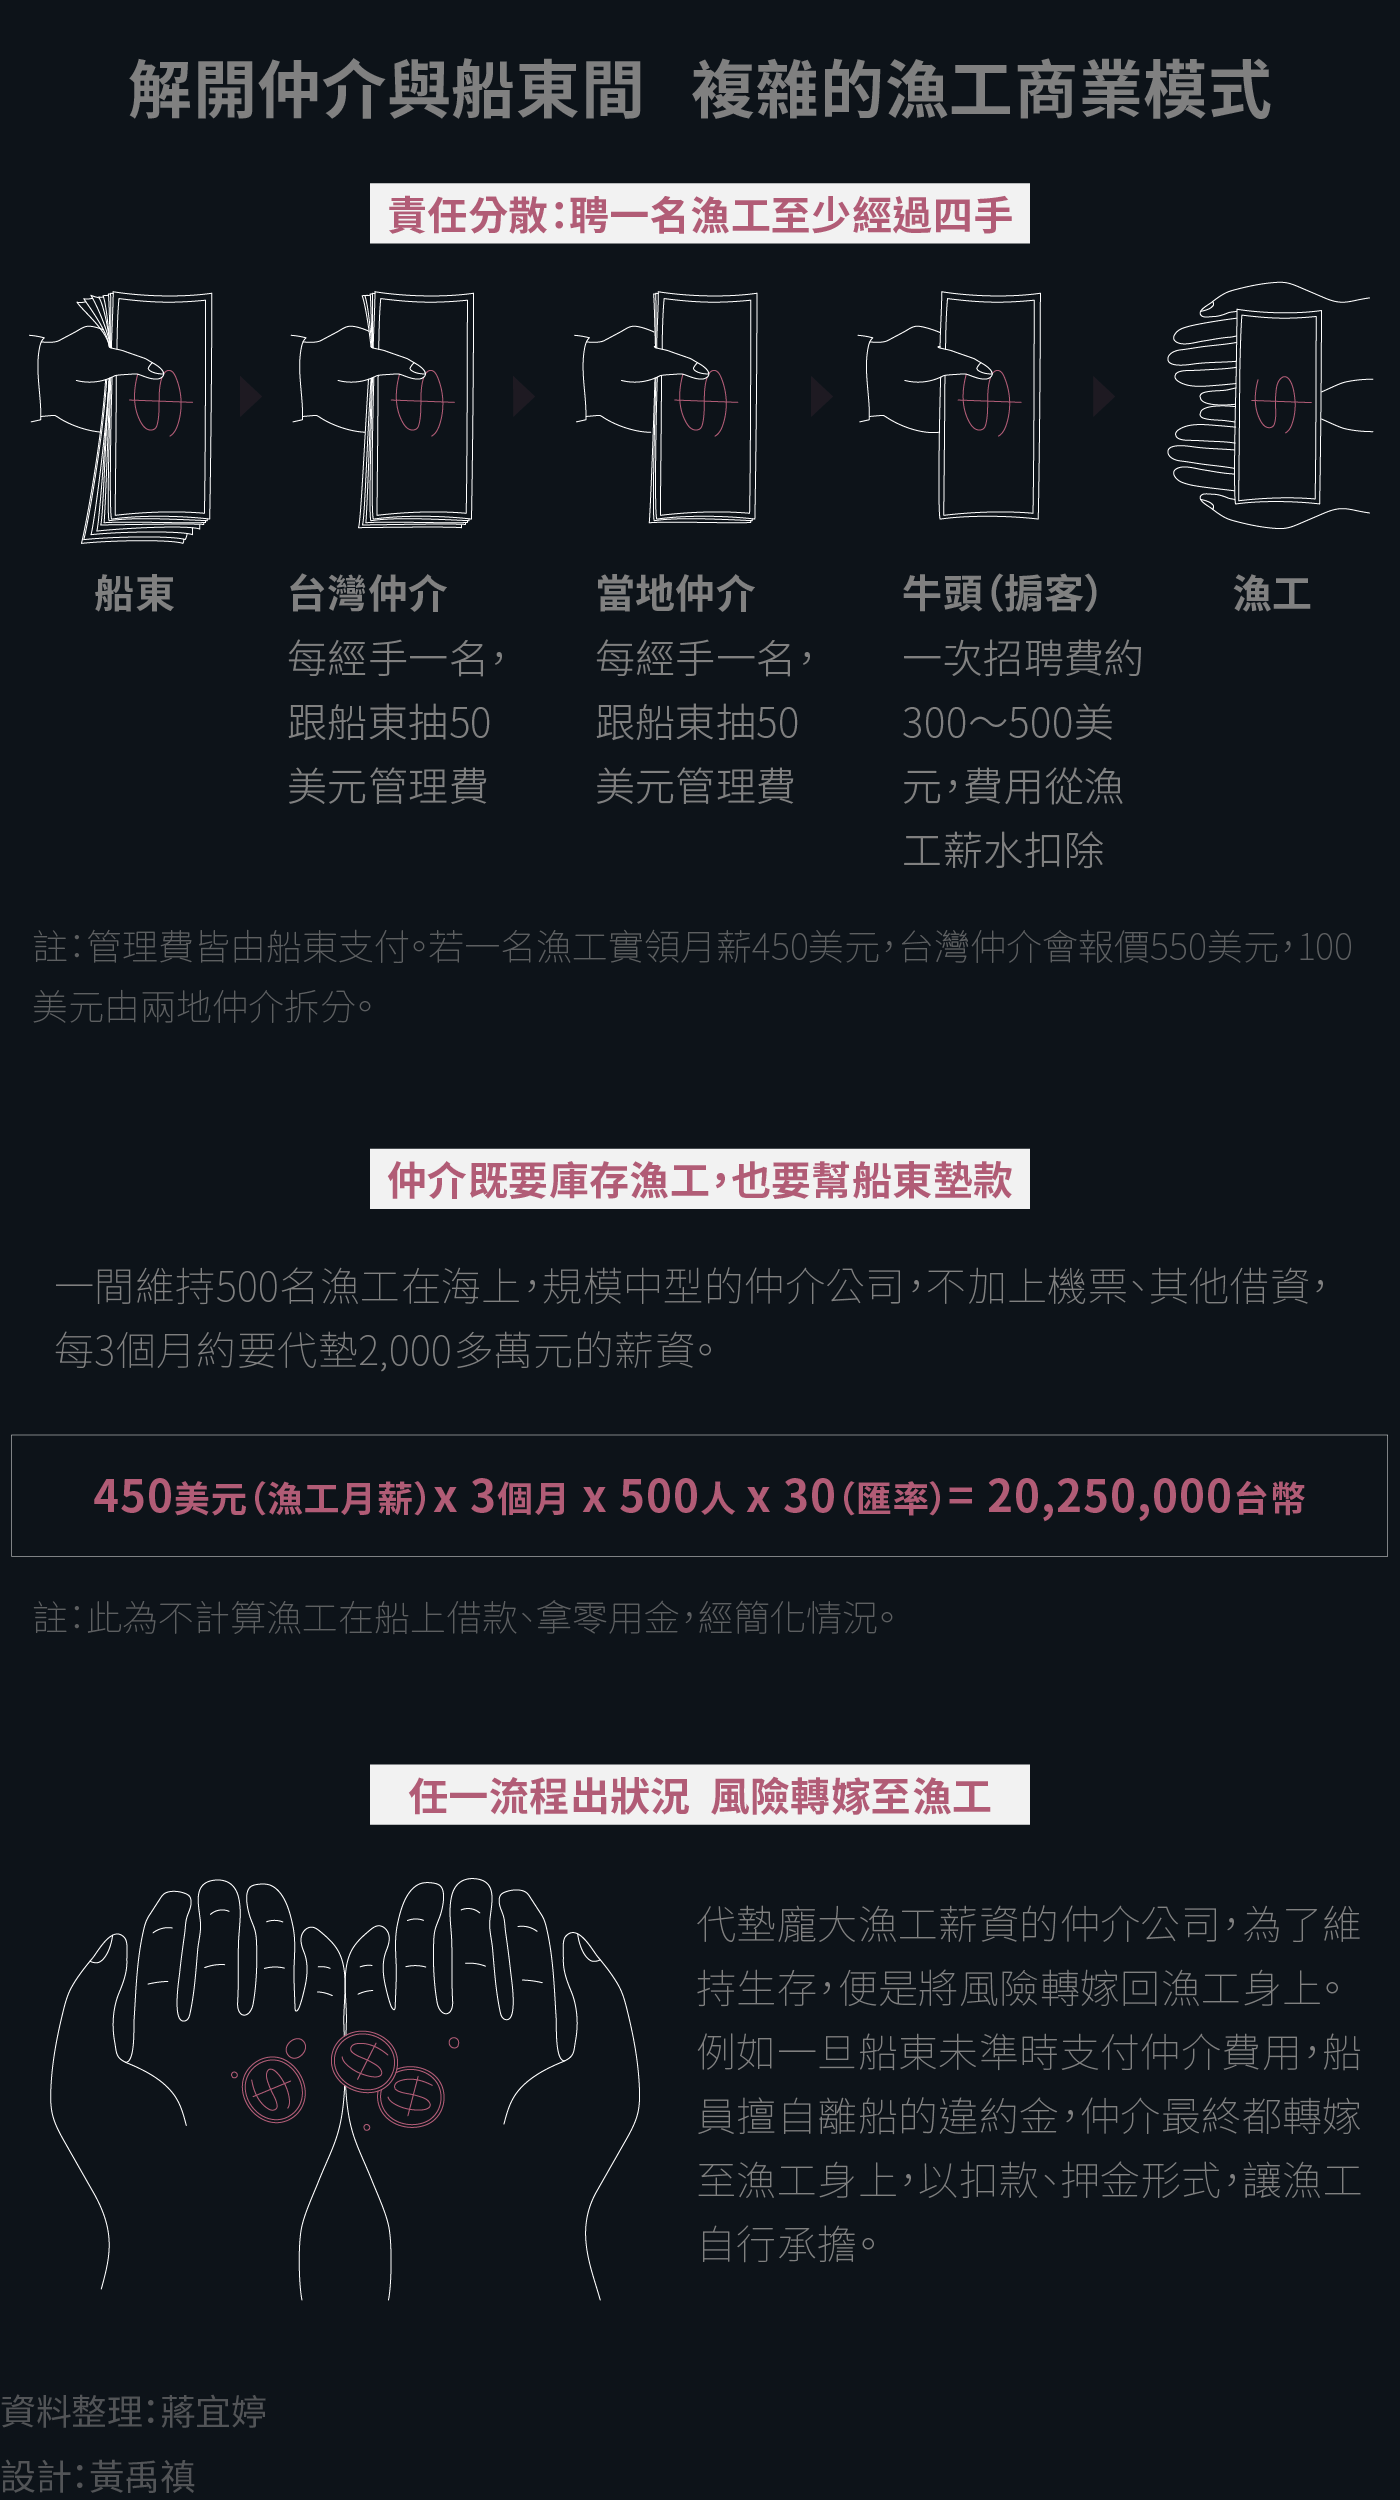 解開仲介與船東間 複雜的漁工商業模式
責任分散：聘一名漁工至少經過四手
船東
台灣仲介
每經手一名，
跟船東抽50
美元管理費
當地仲介
每經手一名，
跟船東抽50
美元管理費
牛頭（掮客）
一次招聘費約
300～500美
元，費用從漁
工薪水扣除
漁工
註：管理費皆由船東支付。若一名漁工實領月薪450美元，台灣仲介會報價550美元，100
美元由兩地仲介拆分。
仲介既要庫存漁工，也要幫船東墊款
一間維持500名漁工在海上，規模中型的仲介公司，不加上機票、其他借資，
每3個月約要代墊2,000多萬元的薪資。
450美元（漁工月薪）x 3個月 x 500人 x 30（匯率）= 20,250,000台幣
註：此為不計算漁工在船上借款、拿零用金，經簡化情況。
任一流程出狀況 風險轉嫁至漁工
代墊龐大漁工薪資的仲介公司，為了維
持生存，便是將風險轉嫁回漁工身上。
例如一旦船東未準時支付仲介費用，船
員擅自離船的違約金，仲介最終都轉嫁
至漁工身上，以扣款、押金形式，讓漁工
自行承擔。
資料整理：蔣宜婷
設計：黃禹禛